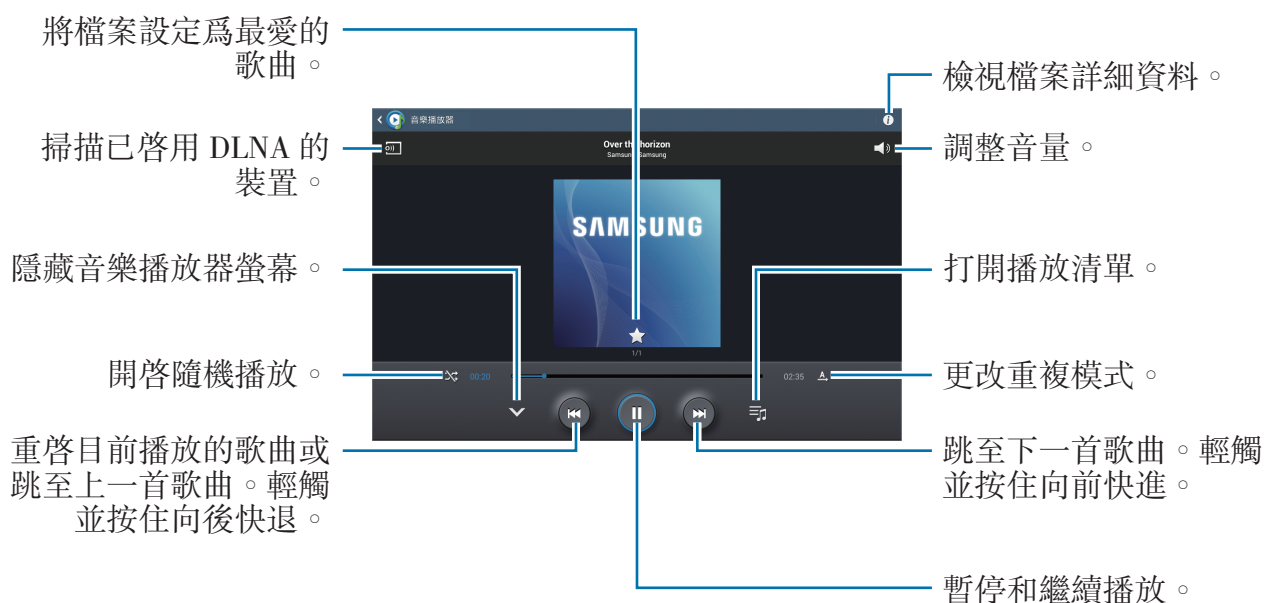 將檔案設定爲最愛的
歌曲。
掃描已啓用 DLNA 的
裝置。
隱藏音樂播放器螢幕。
開啓隨機播放。
重啓目前播放的歌曲或
跳至上一首歌曲。輕觸
並按住向後快退。
音樂播放器
Over the horizon
Samsung Samsung
SAMSUNG
1/1
00:20
02:35
A
檢視檔案詳細資料。
調整音量。
打開播放清單。
更改重複模式。
跳至下一首歌曲。輕觸
並按住向前快進。
暫停和繼續播放。